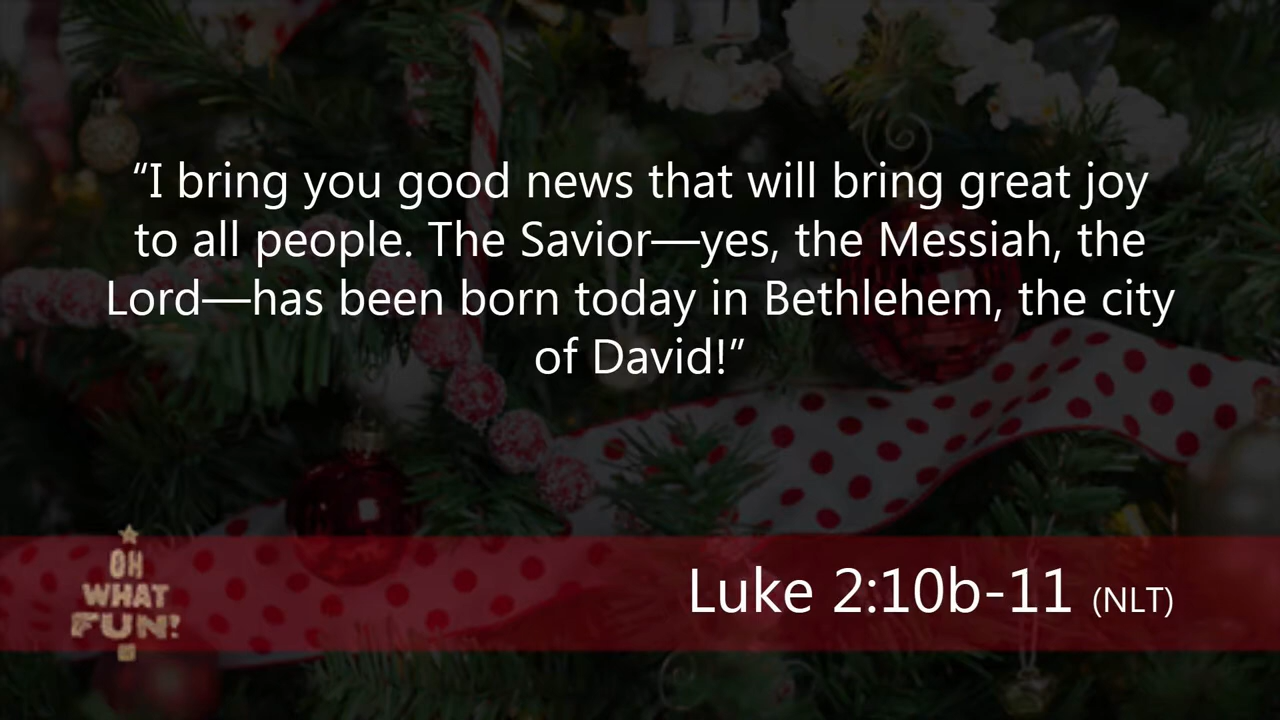 “I bring you good news that will bring great joy
to all people. The Savior—yes, the Messiah, the
Lord—has been born today in Bethlehem, the city
of David!”
OH
WHAT
FUN!
Luke 2:10b-11 (NLT)